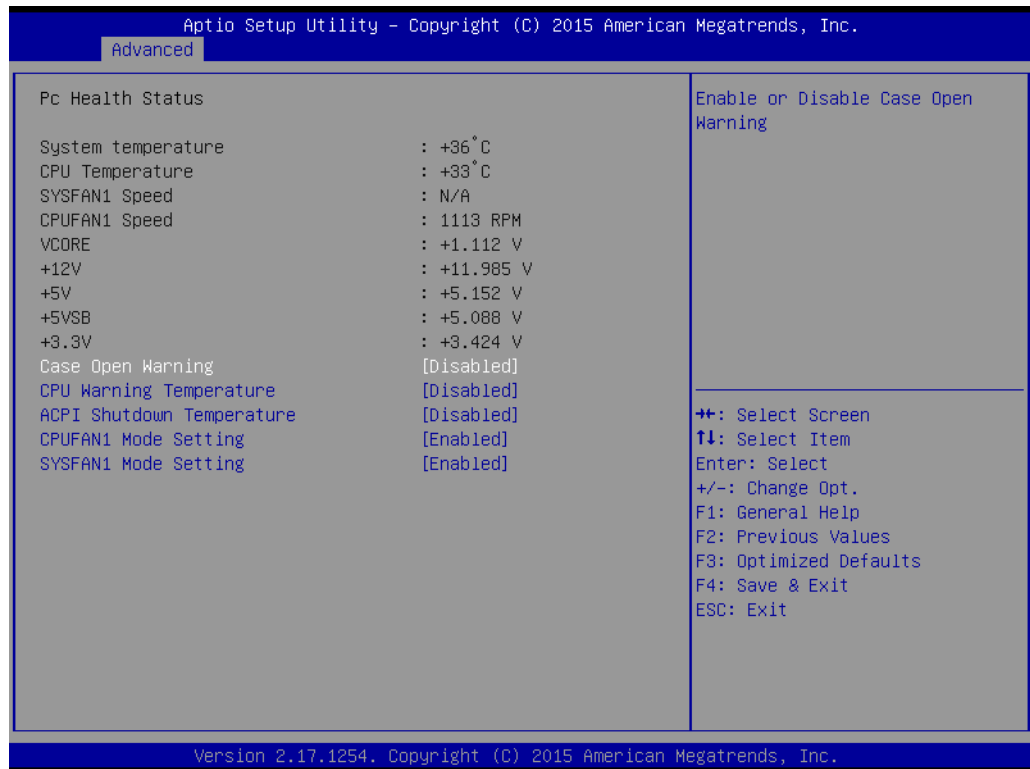 Aptio Setup Utility – Copyright (C) 2015 American Megatrends, Inc.
Advanced
Pc Health Status
System temperature : +36°C
CPU Temperature : +33°C
SYSFAN1 Speed : N/A
CPUFAN1 Speed : 1113 RPM
VCORE : +1.112 V
+12V : +11.985 V
+5V : +5.152 V
+5VSB : +5.088 V
+3.3V : +3.424 V
Case Open Warning [Disabled]
CPU Warning Temperature [Disabled]
ACPI Shutdown Temperature [Disabled]
CPUFAN1 Mode Setting [Enabled]
SYSFAN1 Mode Setting [Enabled]
Enable or Disable Case Open
Warning
→←: Select Screen
↑↓: Select Item
Enter: Select
+/-: Change Opt.
F1: General Help
F2: Previous Values
F3: Optimized Defaults
F4: Save & Exit
ESC: Exit
Version 2.17.1254. Copyright (C) 2015 American Megatrends, Inc.